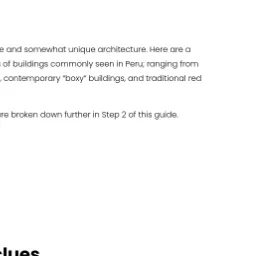 e and somewhat unique architecture. Here are a
of buildings commonly seen in Peru; ranging from
, contemporary "boxy" buildings, and traditional red
re broken down further in Step 2 of this guide.
clues